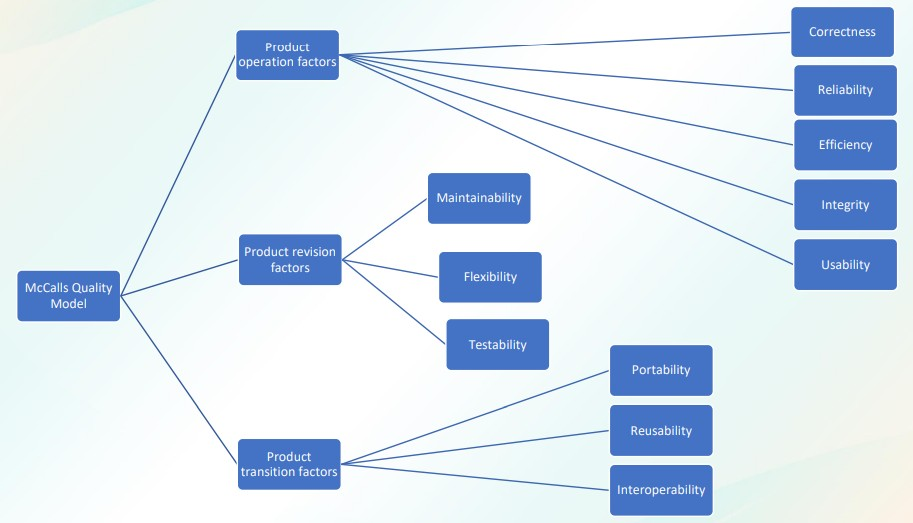 McCalls Quality
Model
Product
operation factors
Correctness
Reliability
Efficiency
Integrity
Usability
Product revision
factors
Maintainability
Flexibility
Testability
Product
transition factors
Portability
Reusability
Interoperability